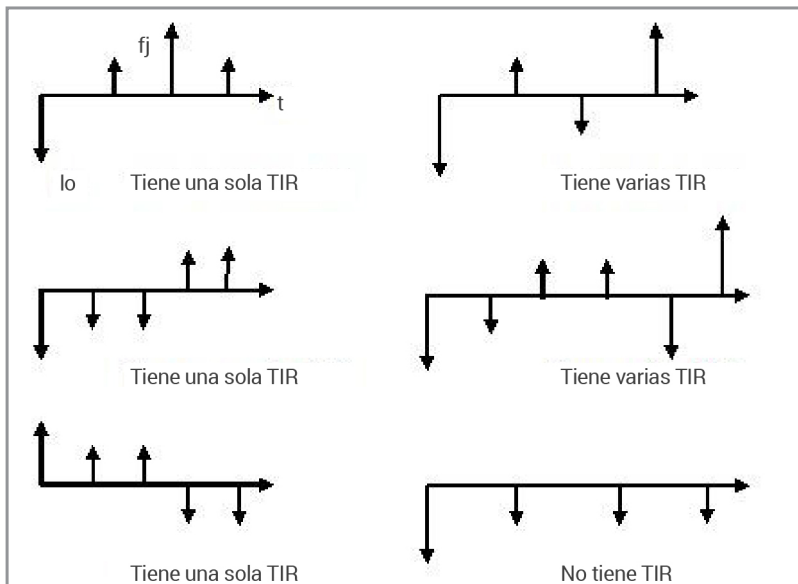 fj
t
Io
Tiene una sola TIR
Tiene varias TIR
Tiene una sola TIR
Tiene varias TIR
Tiene una sola TIR
No tiene TIR